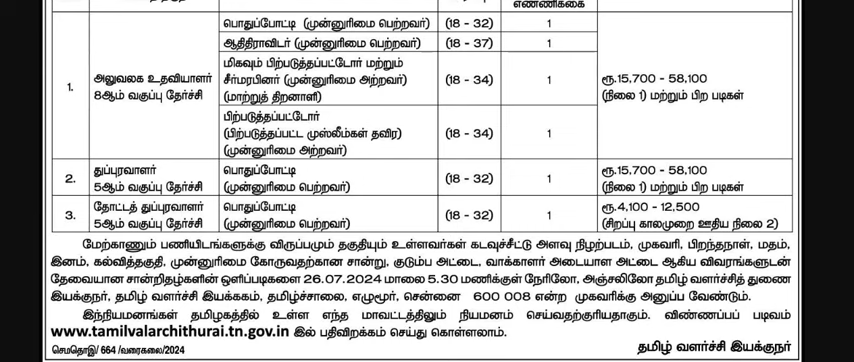 எண்ணிக்கை
பொதுப்போட்டி (முன்னுரிமை பெற்றவர்) (18 - 32) 1
ஆதிதிராவிடர் (முன்னுரிமை பெற்றவர்) (18 - 37) 1
1. அலுவலக உதவியாளர்
8ஆம் வகுப்பு தேர்ச்சி
மிகவும் பிற்படுத்தப்பட்டோர் மற்றும்
சீர்மரபினர் (முன்னுரிமை அற்றவர்)
(மாற்றுத் திறனாளி)
(18 - 34) 1
ரூ.15,700 - 58,100
(நிலை 1) மற்றும் பிற படிகள்
பிற்படுத்தப்பட்டோர்
(பிற்படுத்தப்பட்ட முஸ்லீம்கள் தவிர)
(முன்னுரிமை அற்றவர்)
(18 - 34) 1
2. துப்புரவாளர்
5ஆம் வகுப்பு தேர்ச்சி
பொதுப்போட்டி
(முன்னுரிமை பெற்றவர்)
(18 - 32) 1
ரூ.15,700 - 58,100
(நிலை 1) மற்றும் பிற படிகள்
3. தோட்டத் துப்புரவாளர்
5ஆம் வகுப்பு தேர்ச்சி
பொதுப்போட்டி
(முன்னுரிமை பெற்றவர்)
(18 - 32) 1
ரூ.4,100 - 12,500
(சிறப்பு காலமுறை ஊதிய நிலை 2)
மேற்காணும் பணியிடங்களுக்கு விருப்பமும் தகுதியும் உள்ளவர்கள் கடவுச்சீட்டு அளவு நிழற்படம், முகவரி, பிறந்தநாள், மதம்,
இனம், கல்வித்தகுதி, முன்னுரிமை கோருவதற்கான சான்று, குடும்ப அட்டை, வாக்காளர் அடையாள அட்டை ஆகிய விவரங்களுடன்
தேவையான சான்றிதழ்களின் ஒளிப்படிகளை 26.07.2024 மாலை 5.30 மணிக்குள் நேரிலோ, அஞ்சலிலோ தமிழ் வளர்ச்சித் துணை
இயக்குநர், தமிழ் வளர்ச்சி இயக்ககம், தமிழ்ச்சாலை, எழுமூர், சென்னை 600 008 என்ற முகவரிக்கு அனுப்ப வேண்டும்.
இந்நியமனங்கள் தமிழகத்தில் உள்ள எந்த மாவட்டத்திலும் நியமனம் செய்வதற்குரியதாகும். விண்ணப்பப் படிவம்
www.tamilvalarchithurai.tn.gov.in இல் பதிவிறக்கம் செய்து கொள்ளலாம்.
செமதொஇ/ 664 /வரைகலை/2024 தமிழ் வளர்ச்சி இயக்குநர்